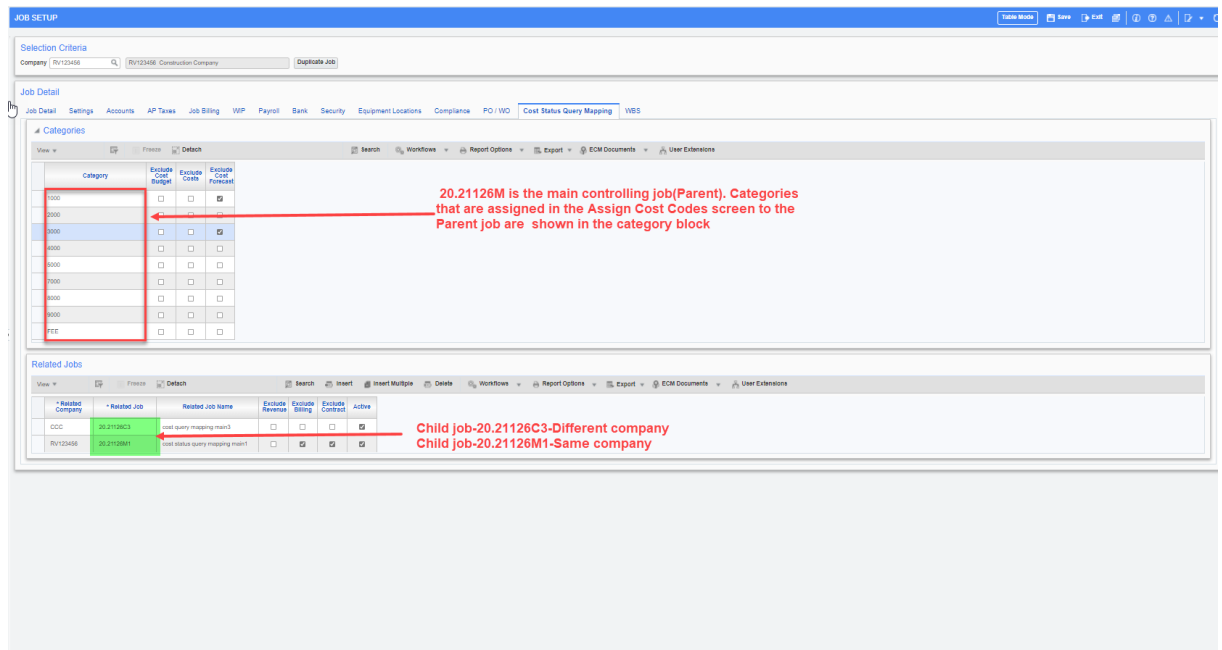 JOB SETUP
Table Mode Save Exit
Selection Criteria
Company RV123456 RV123456 Construction Company Duplicate Job
Job Detail
Job Detail Settings Accounts AP Taxes Job Billing WIP Payroll Bank Security Equipment Locations Compliance PO / WO Cost Status Query Mapping WBS
Categories
View Freeze Detach Search Workflows Report Options Export ECM Documents User Extensions
Category Exclude Cost Budget Exclude Costs Exclude Cost Forecast
1000
2000
3000
4000
5000
7000
8000
9000
FEE
20.21126M is the main controlling job(Parent). Categories
that are assigned in the Assign Cost Codes screen to the
Parent job are shown in the category block
Related Jobs
View Freeze Detach Search Insert Insert Multiple Delete Workflows Report Options Export ECM Documents User Extensions
* Related Company * Related Job Related Job Name Exclude Revenue Exclude Billing Exclude Contract Active
CCC 20.21126C3 cost query mapping main3
RV123456 20.21126M1 cost status query mapping main1
Child job-20.21126C3-Different company
Child job-20.21126M1-Same company